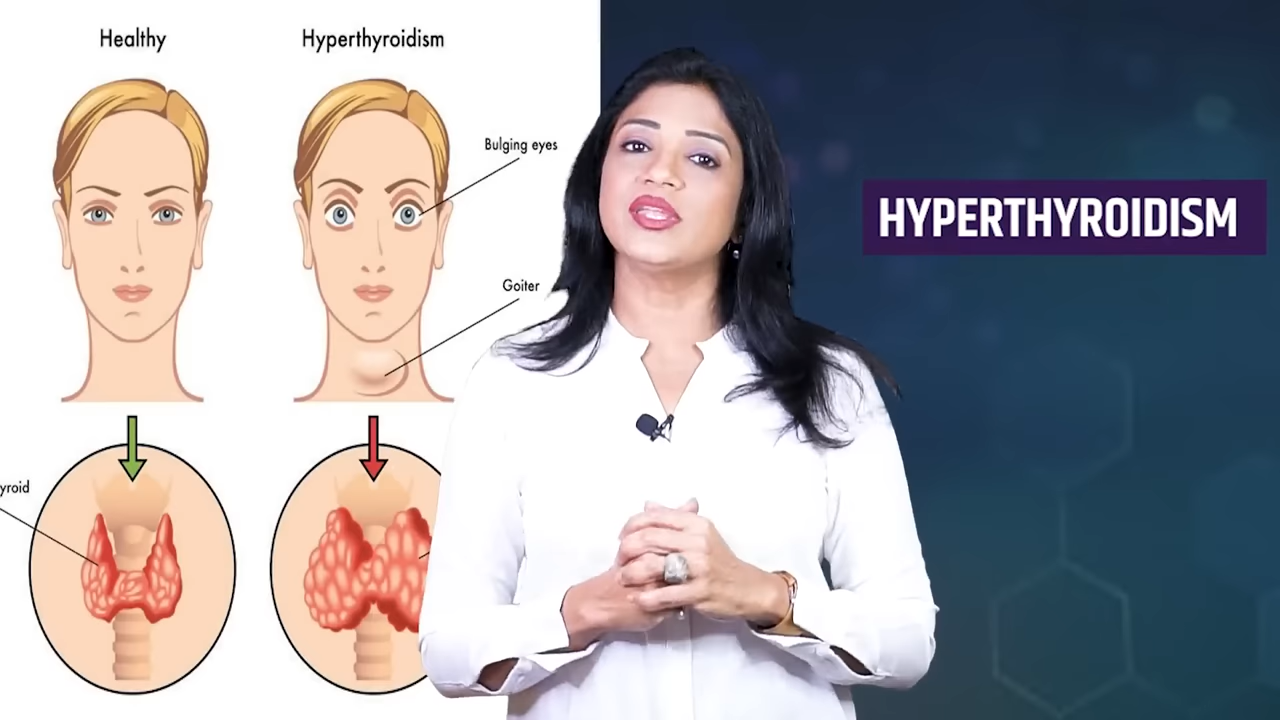 Healthy
Hyperthyroidism
Bulging eyes
Goiter
yroid
HYPERTHYROIDISM